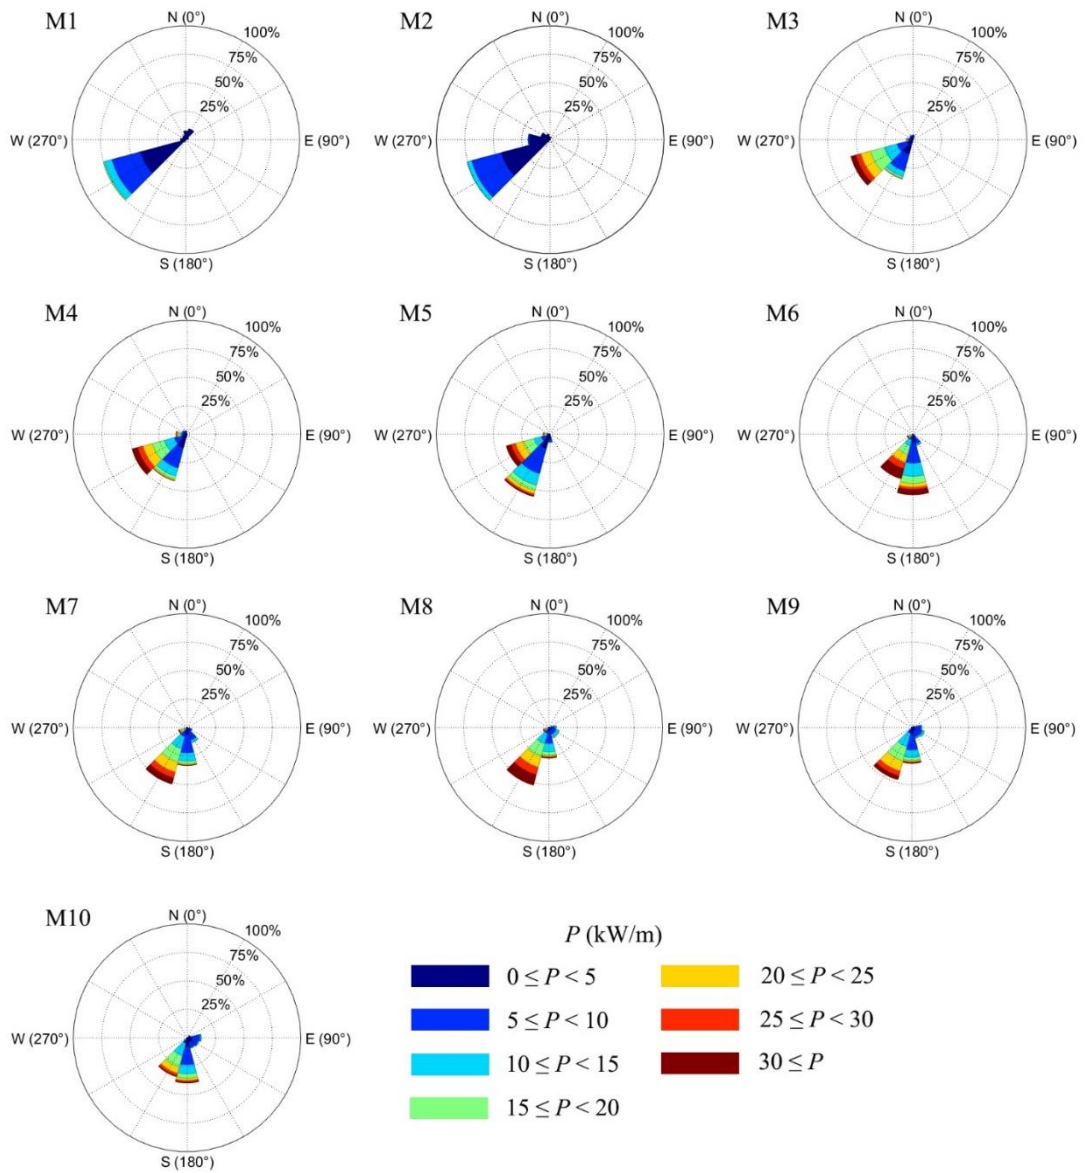 M1
N (0°)
100%
75%
50%
25%
W (270°)
E (90°)
S (180°)
M2
N (0°)
100%
75%
50%
25%
W (270°)
E (90°)
S (180°)
M3
N (0°)
100%
75%
50%
25%
W (270°)
E (90°)
S (180°)
M4
N (0°)
100%
75%
50%
25%
W (270°)
E (90°)
S (180°)
M5
N (0°)
100%
75%
50%
25%
W (270°)
E (90°)
S (180°)
M6
N (0°)
100%
75%
50%
25%
W (270°)
E (90°)
S (180°)
M7
N (0°)
100%
75%
50%
25%
W (270°)
E (90°)
S (180°)
M8
N (0°)
100%
75%
50%
25%
W (270°)
E (90°)
S (180°)
M9
N (0°)
100%
75%
50%
25%
W (270°)
E (90°)
S (180°)
M10
N (0°)
100%
75%
50%
25%
W (270°)
E (90°)
S (180°)
P (kW/m)
0 ≤ P < 5
5 ≤ P < 10
10 ≤ P < 15
15 ≤ P < 20
20 ≤ P < 25
25 ≤ P < 30
30 ≤ P